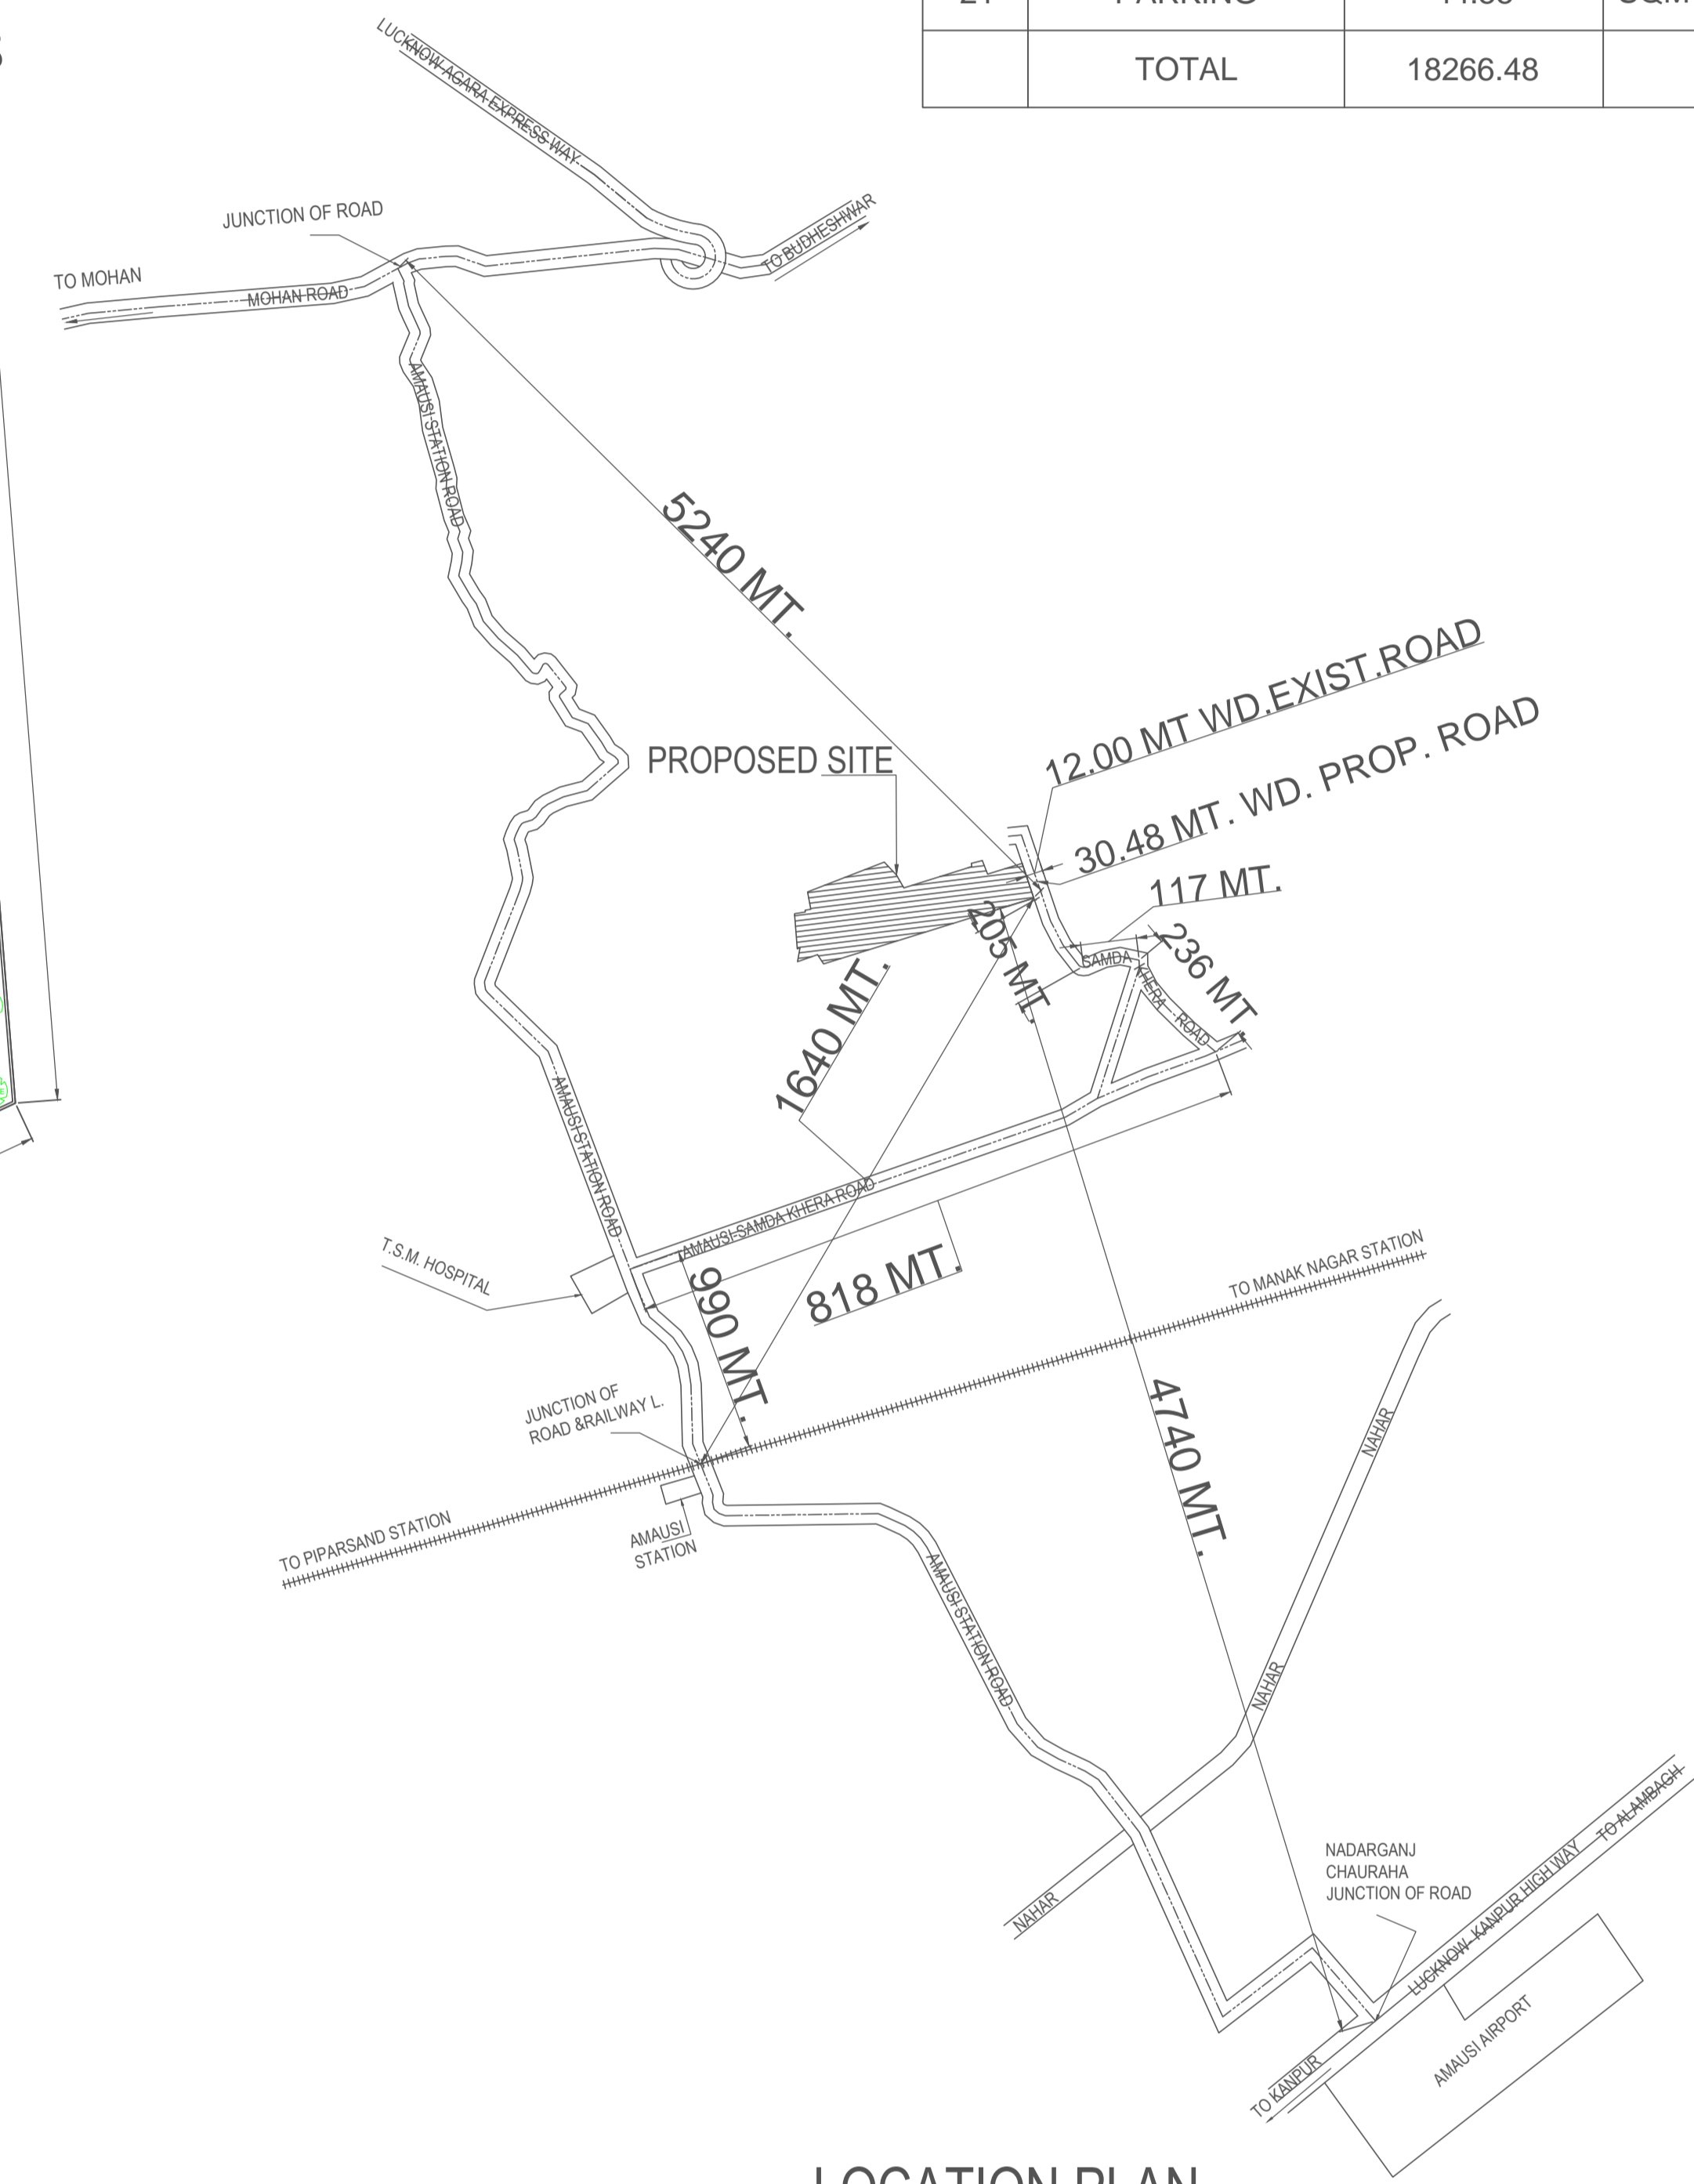 PARKING
TOTAL 18266.48
LUCKNOW AGARA EXPRESS WAY
JUNCTION OF ROAD
TO BUDHESHWAR
TO MOHAN
MOHAN ROAD
AMAUSI STATION ROAD
5240 MT.
12.00 MT WD.EXIST.ROAD
PROPOSED SITE
30.48 MT. WD. PROP. ROAD
117 MT.
205 MT.
236 MT.
SAMDA KHERA ROAD
1640 MT.
AMAUSI STATION ROAD
AMAUSI-SAMDA KHERA ROAD
T.S.M. HOSPITAL
990 MT.
818 MT.
TO MANAK NAGAR STATION
JUNCTION OF
ROAD &RAILWAY L.
4740 MT.
NAHAR
TO PIPARSAND STATION
AMAUSI
STATION
AMAUSI STATION ROAD
NAHAR
NAHAR
NADARGANJ
CHAURAHA
JUNCTION OF ROAD
TO ALAMBAGH
LUCKNOW- KANPUR HIGH WAY
AMAUSI AIRPORT
TO KANPUR
LOCATION PLAN